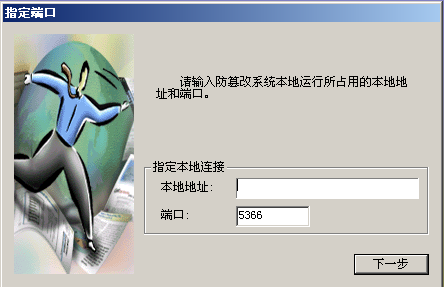 指定端口
请输入防篡改系统本地运行所占用的本地地
址和端口。
指定本地连接
本地地址:
端口: 5366
下一步